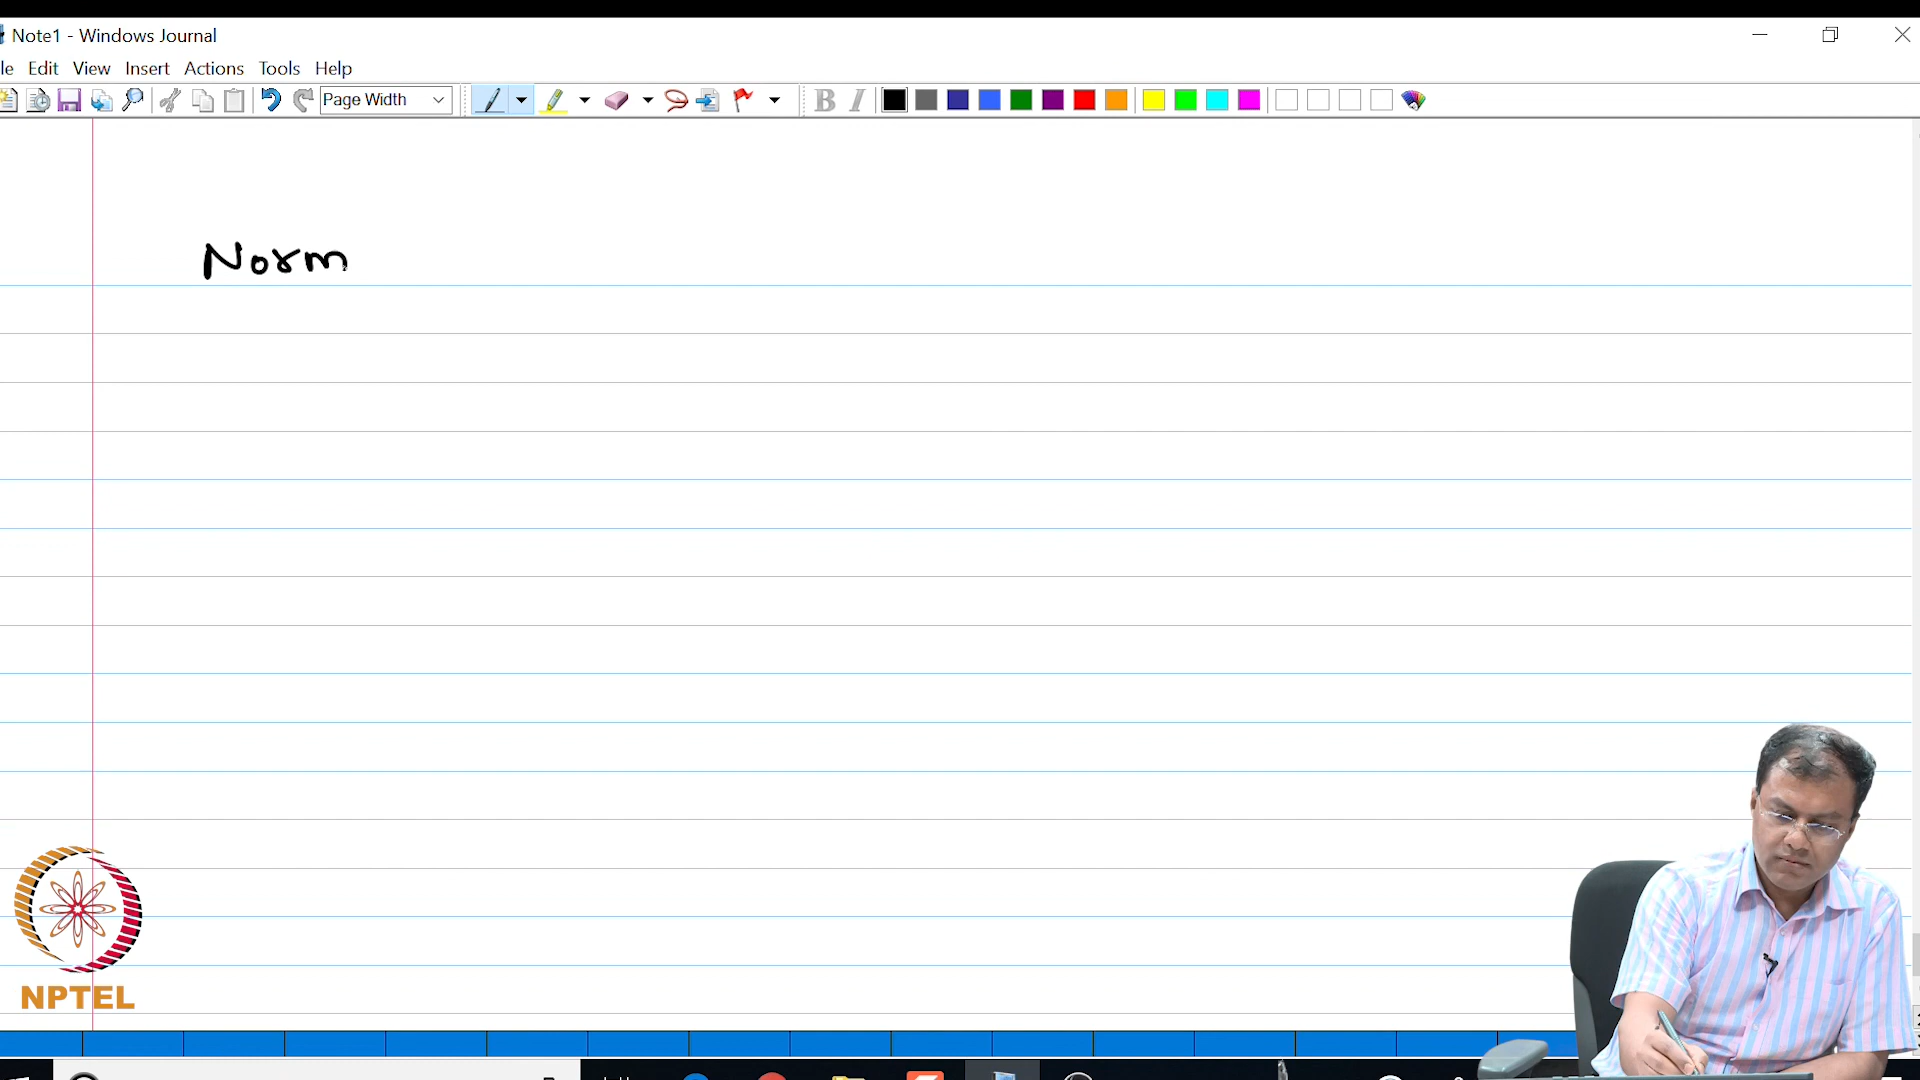 Note1 - Windows Journal
le Edit View Insert Actions Tools Help
Page Width B I
Norm
NPTEL